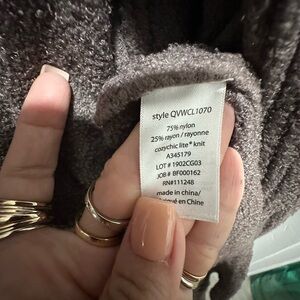 style QVWCL1070
75% nylon
25% rayon / rayonne
cozychic lite® knit
A345179
LOT # 1902CG03
JOB # BF000162
RN#111248
made in china/
en Chine